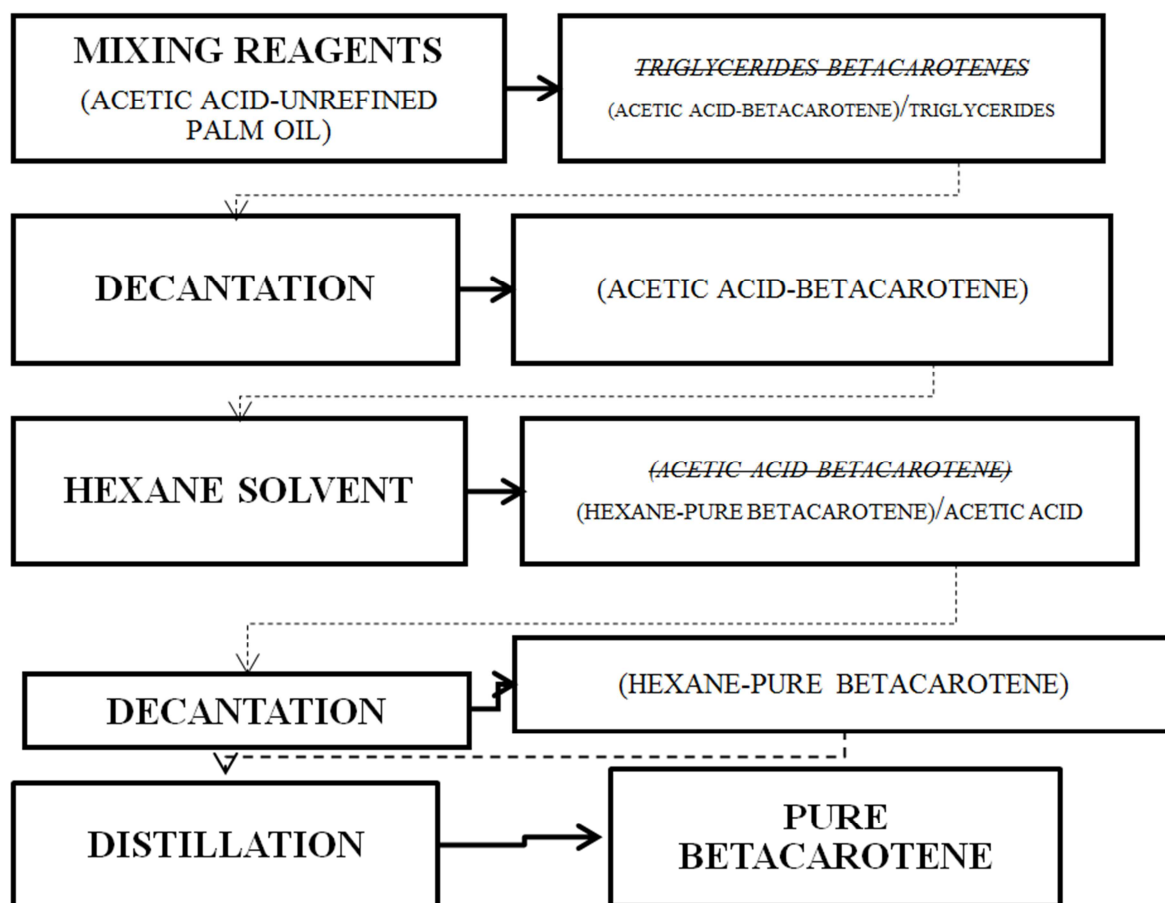 MIXING REAGENTS
(ACETIC ACID-UNREFINED
PALM OIL)
TRIGLYCERIDES BETACAROTENES
(ACETIC ACID-BETACAROTENE)/TRIGLYCERIDES
DECANTATION
(ACETIC ACID-BETACAROTENE)
HEXANE SOLVENT
(ACETIC ACID BETACAROTENE)
(HEXANE-PURE BETACAROTENE)/ACETIC ACID
DECANTATION
(HEXANE-PURE BETACAROTENE)
DISTILLATION
PURE
BETACAROTENE